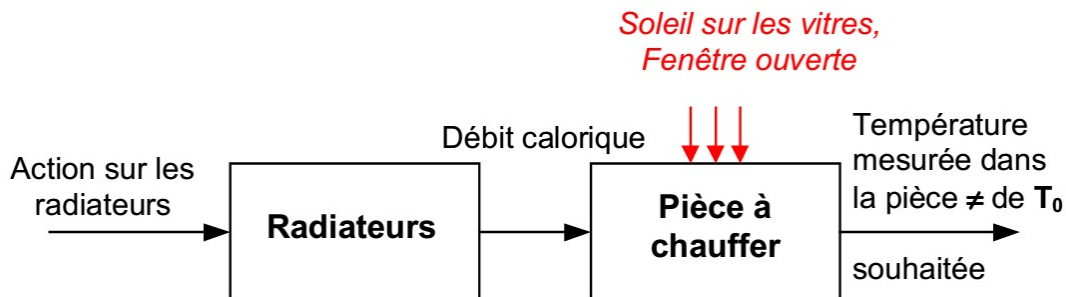 Soleil sur les vitres,
Fenêtre ouverte
Débit calorique
Température
mesurée dans
la pièce ≠ de T₀
souhaitée
Action sur les
radiateurs
Radiateurs
Pièce à
chauffer